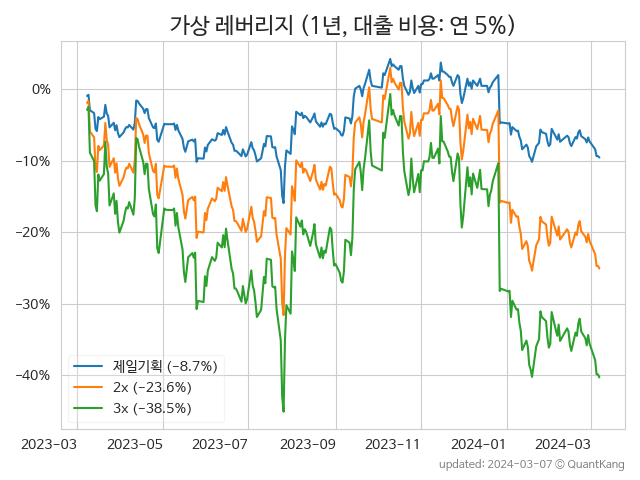 가상 레버리지 (1년, 대출 비용: 연 5%)
0%
−10%
−20%
−30%
−40%
제일기획 (−8.7%)
2x (−23.6%)
3x (−38.5%)
2023-03 2023-05 2023-07 2023-09 2023-11 2024-01 2024-03
updated: 2024-03-07 © QuantKang